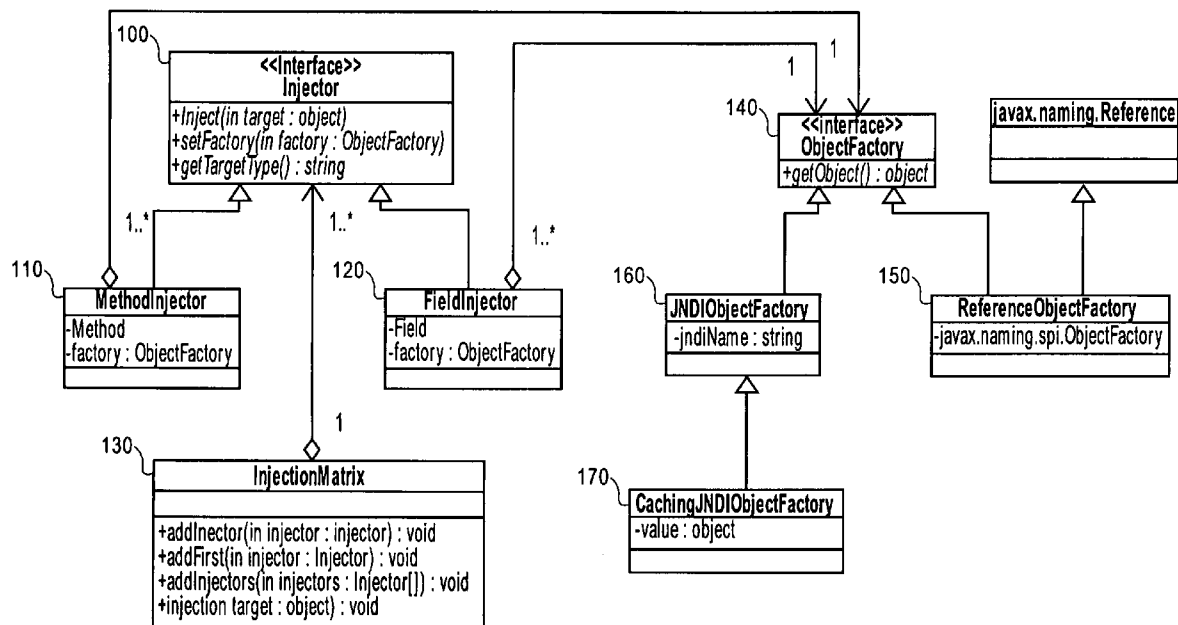 100
<<Interface>>
Injector
+Inject(in target : object)
+setFactory(in factory : ObjectFactory)
+getTargetType() : string
1
1
140
<<interface>>
ObjectFactory
+getObject() : object
javax.naming.Reference
1..*
1..*
1..*
110
MethodInjector
-Method
-factory : ObjectFactory
120
FieldInjector
-Field
-factory : ObjectFactory
160
JNDIObjectFactory
-jndiName : string
150
ReferenceObjectFactory
-javax.naming.spi.ObjectFactory
1
130
InjectionMatrix
+addInector(in injector : injector) : void
+addFirst(in injector : Injector) : void
+addInjectors(in injectors : Injector[]) : void
+injection target : object) : void
170
CachingJNDIObjectFactory
-value : object